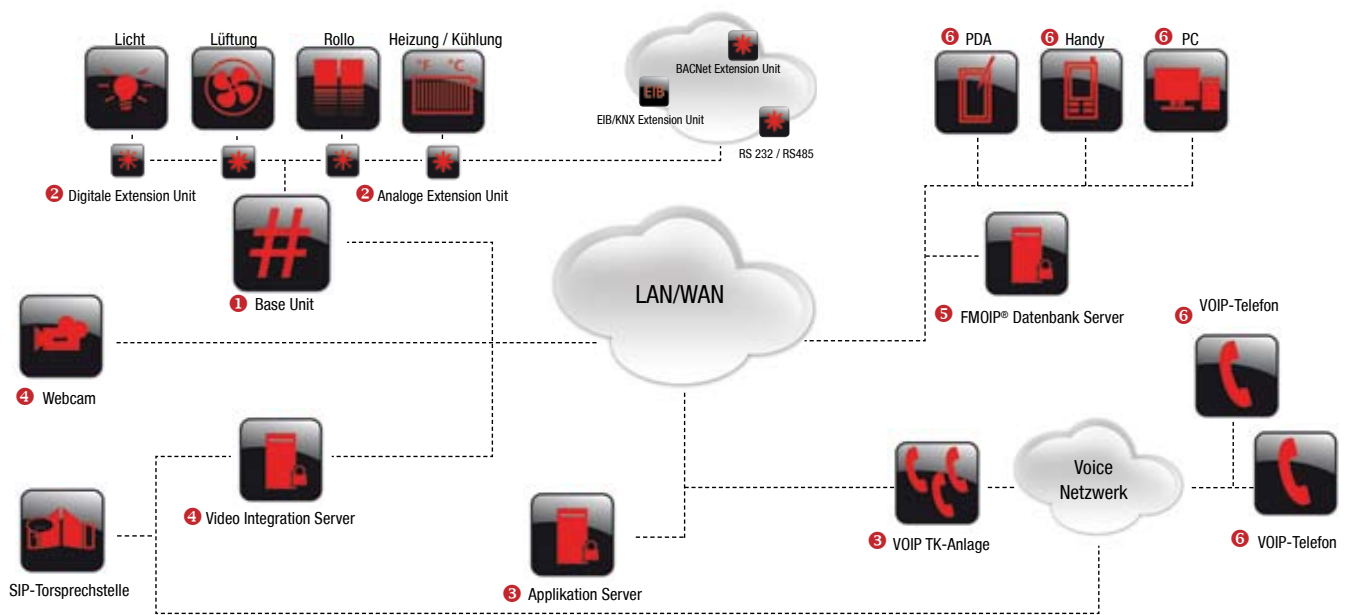 Licht
Lüftung
Rollo
Heizung / Kühlung
°F °C
BACNet Extension Unit
EIB
EIB/KNX Extension Unit
RS 232 / RS485
6 PDA
6 Handy
6 PC
2 Digitale Extension Unit
2 Analoge Extension Unit
#
1 Base Unit
LAN/WAN
5 FMOIP® Datenbank Server
6 VOIP-Telefon
4 Webcam
4 Video Integration Server
Voice
Netzwerk
3 VOIP TK-Anlage
6 VOIP-Telefon
SIP-Torsprechstelle
3 Applikation Server